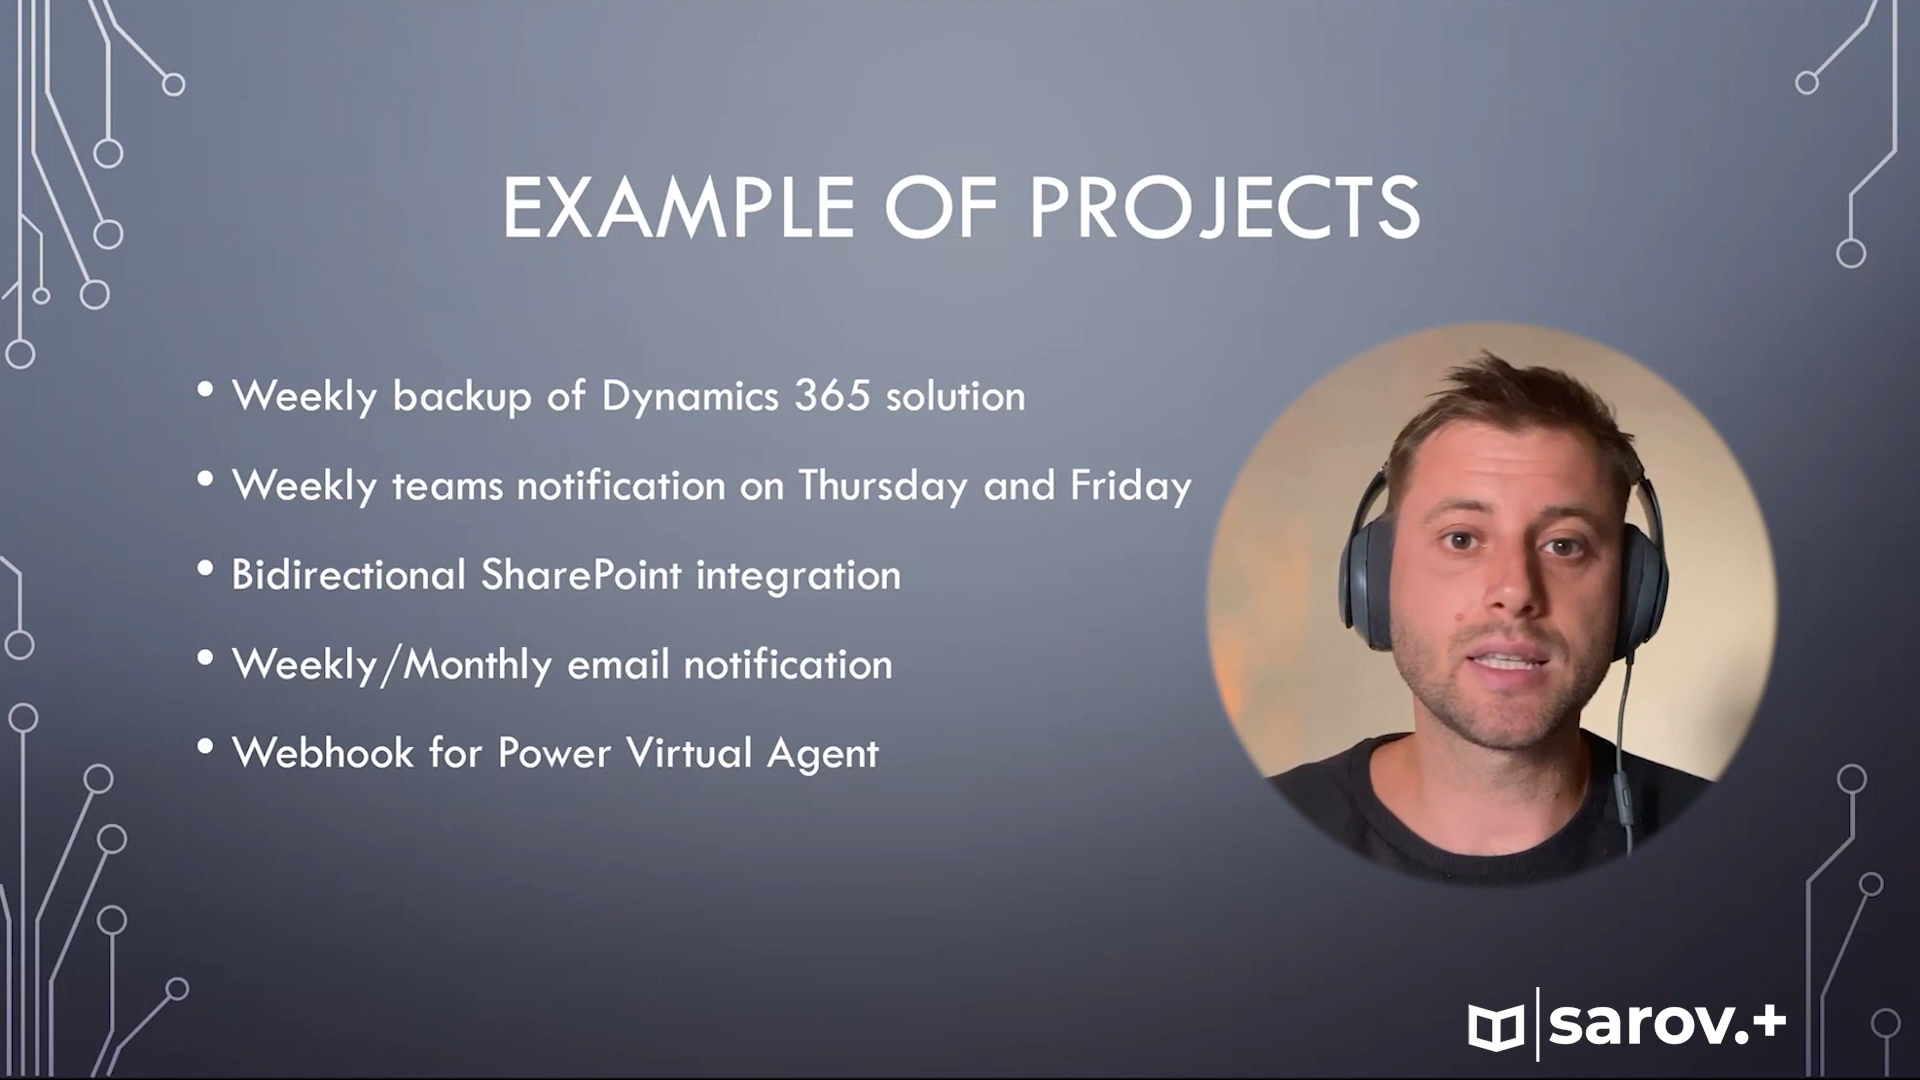 EXAMPLE OF PROJECTS
• Weekly backup of Dynamics 365 solution
• Weekly teams notification on Thursday and Friday
• Bidirectional SharePoint integration
• Weekly/Monthly email notification
• Webhook for Power Virtual Agent
sarov.+